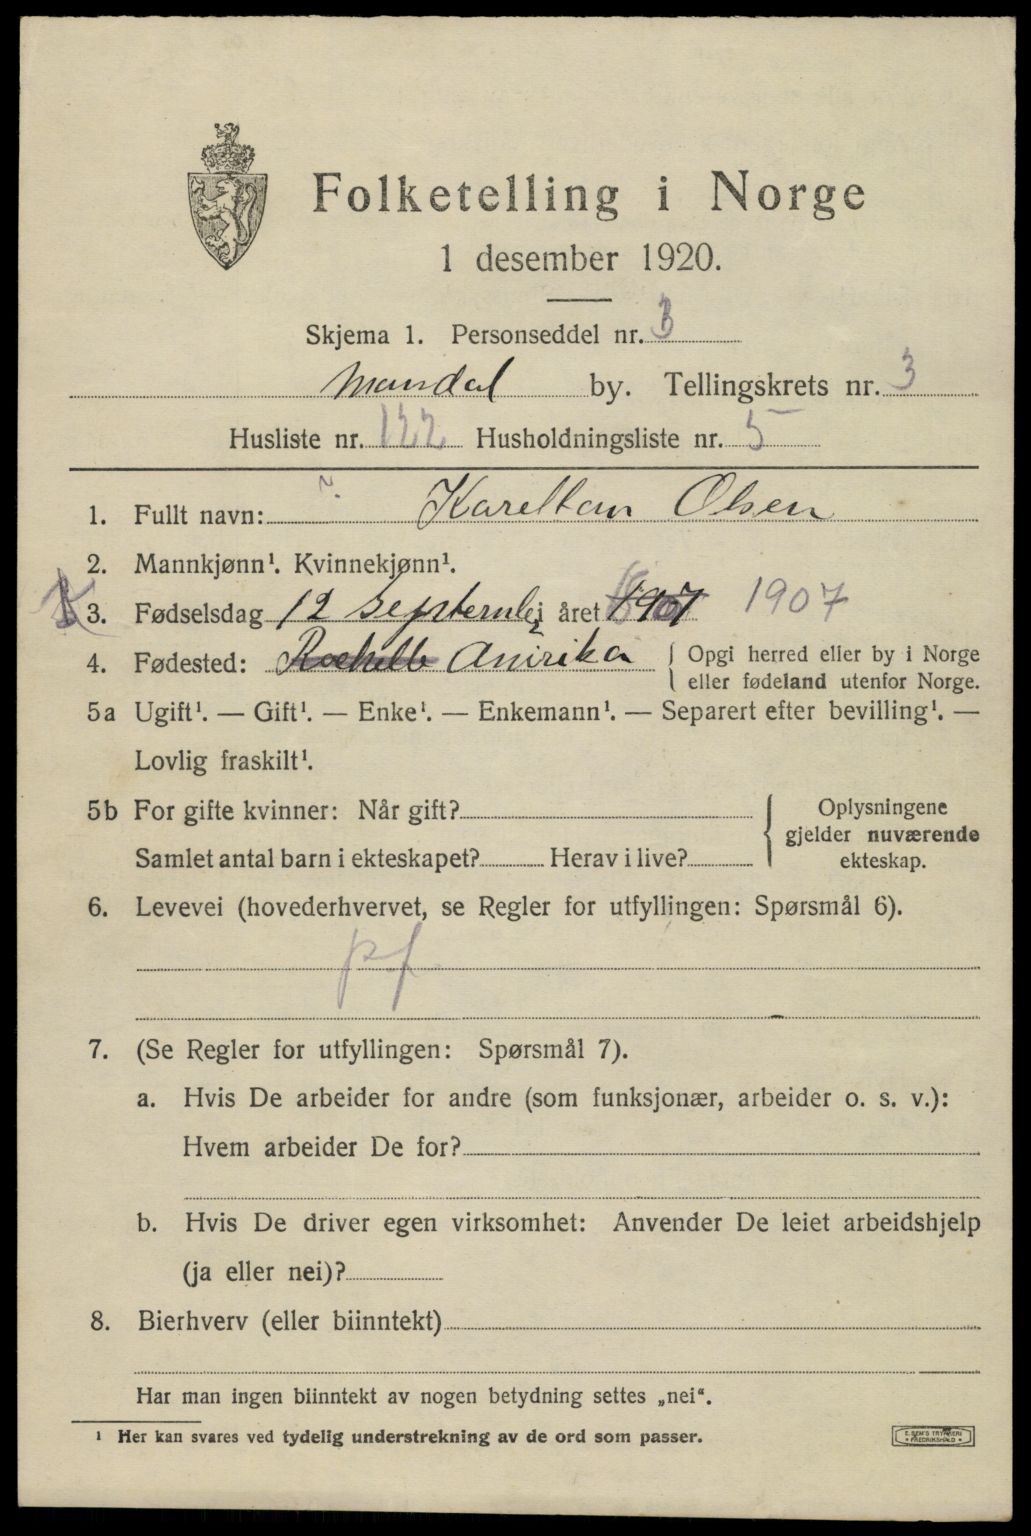 Folketelling i Norge
1 desember 1920.
Skjema 1. Personseddel nr. 3
Mandal by. Tellingskrets nr. 3
Husliste nr. 122 Husholdningsliste nr. 5
1. Fullt navn: Olsen
2. Mannkjønn¹. Kvinnekjønn¹.
3. Fødselsdag 12 September året 1907 1907
4. Fødested: Amirika { Opgi herred eller by i Norge
eller fødeland utenfor Norge.
5a Ugift¹. — Gift¹. — Enke¹. — Enkemann¹. — Separert efter bevilling¹. —
Lovlig fraskilt¹.
5b For gifte kvinner: Når gift? { Oplysningene
gjelder nuværende
Samlet antal barn i ekteskapet? Herav i live? ekteskap.
6. Levevei (hovederhvervet, se Regler for utfyllingen: Spørsmål 6).
pf
7. (Se Regler for utfyllingen: Spørsmål 7).
a. Hvis De arbeider for andre (som funksjonær, arbeider o. s. v.):
Hvem arbeider De for?
b. Hvis De driver egen virksomhet: Anvender De leiet arbeidshjelp
(ja eller nei)?
8. Bierhverv (eller biinntekt)
Har man ingen biinntekt av nogen betydning settes „nei“.
¹ Her kan svares ved tydelig understrekning av de ord som passer.